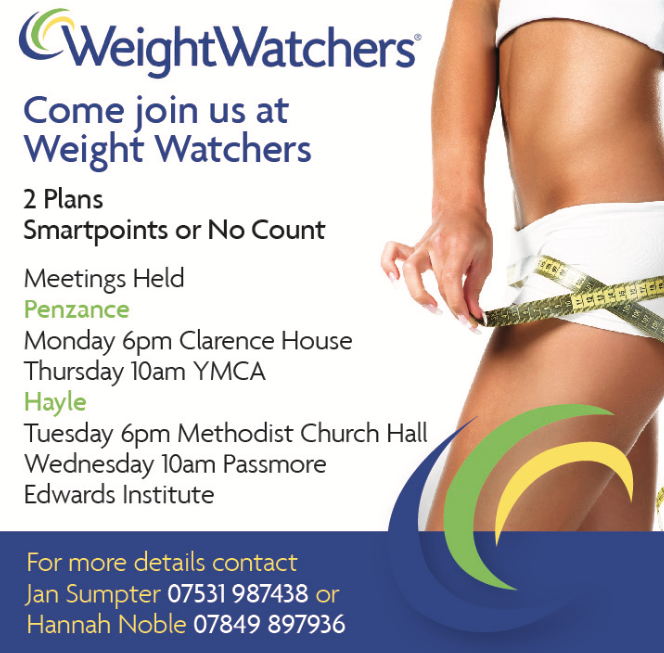 WeightWatchers®
Come join us at
Weight Watchers
2 Plans
Smartpoints or No Count
Meetings Held
Penzance
Monday 6pm Clarence House
Thursday 10am YMCA
Hayle
Tuesday 6pm Methodist Church Hall
Wednesday 10am Passmore
Edwards Institute
For more details contact
Jan Sumpter 07531 987438 or
Hannah Noble 07849 897936